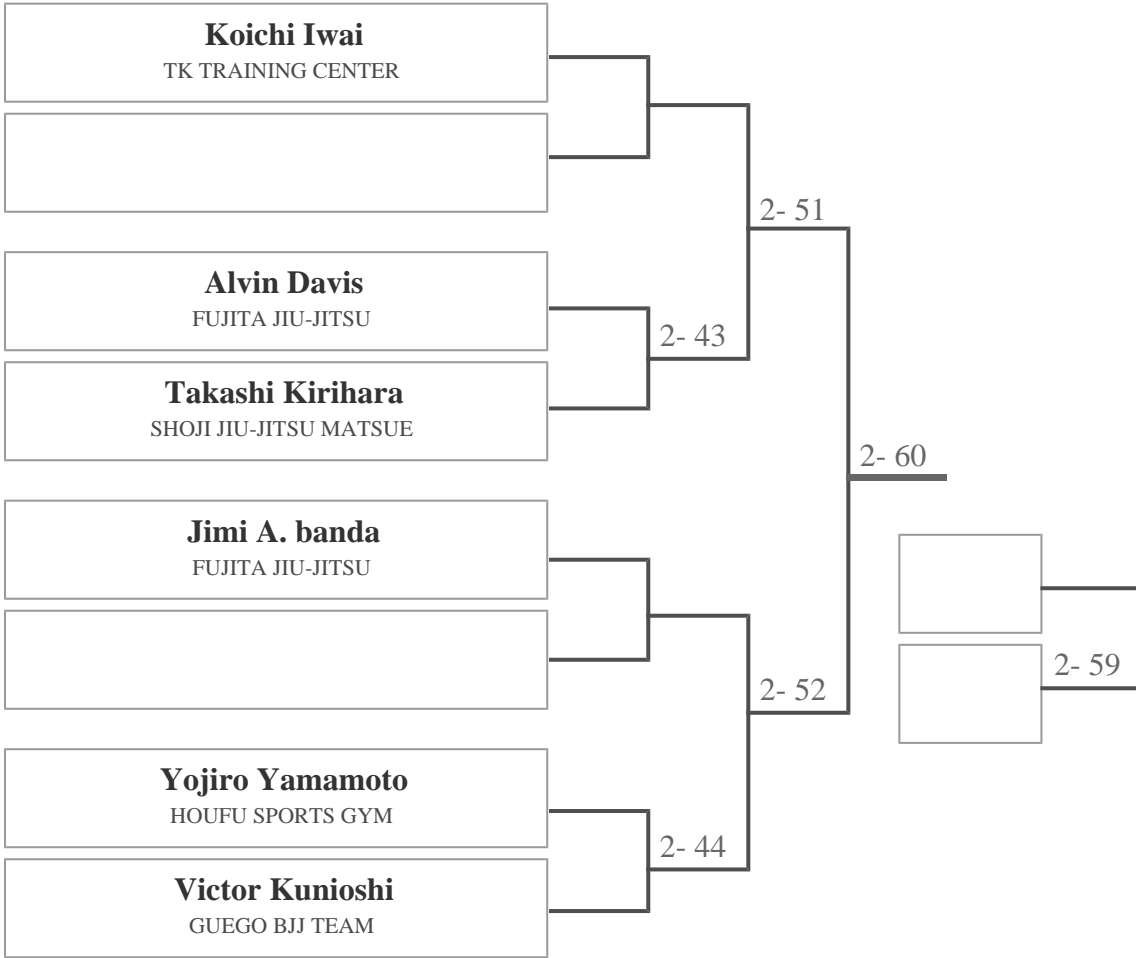 Koichi Iwai
TK TRAINING CENTER
2- 51
Alvin Davis
FUJITA JIU-JITSU
2- 43
Takashi Kirihara
SHOJI JIU-JITSU MATSUE
2- 60
Jimi A. banda
FUJITA JIU-JITSU
2- 59
2- 52
Yojiro Yamamoto
HOUFU SPORTS GYM
2- 44
Victor Kunioshi
GUEGO BJJ TEAM